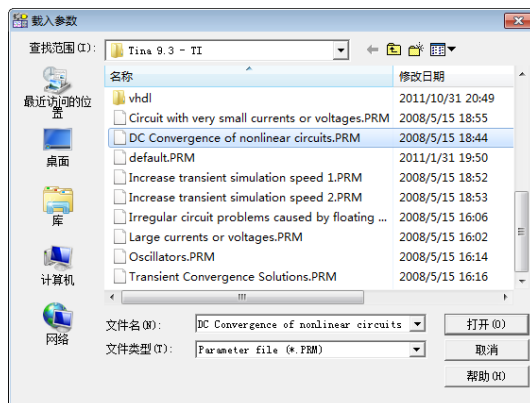 载入参数
查找范围(I): Tina 9.3 - TI
名称 修改日期
vhdl 2011/10/31 20:49
Circuit with very small currents or voltages.PRM 2008/5/15 18:55
DC Convergence of nonlinear circuits.PRM 2008/5/15 18:44
default.PRM 2011/1/31 19:50
Increase transient simulation speed 1.PRM 2008/5/15 18:52
Increase transient simulation speed 2.PRM 2008/5/15 18:53
Irregular circuit problems caused by floating ... 2008/5/15 16:06
Large currents or voltages.PRM 2008/5/15 16:02
Oscillators.PRM 2008/5/15 16:14
Transient Convergence Solutions.PRM 2008/5/15 16:16
最近访问的位
置
桌面
库
计算机
网络
文件名(N): DC Convergence of nonlinear circuits 打开(O)
文件类型(T): Parameter file (*.PRM) 取消
帮助(H)